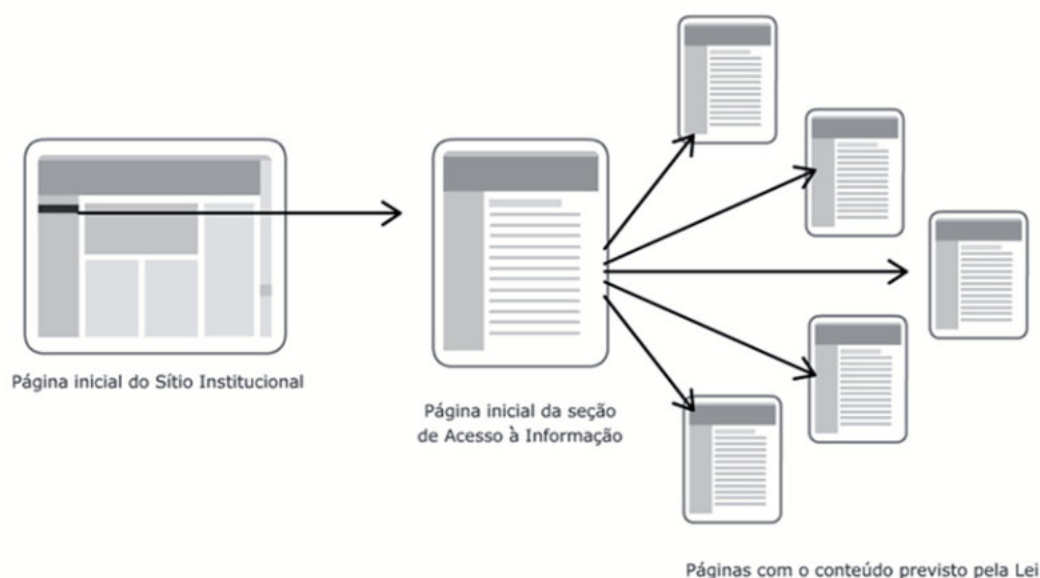 Página inicial do Sítio Institucional
Página inicial da seção
de Acesso à Informação
Páginas com o conteúdo previsto pela Lei